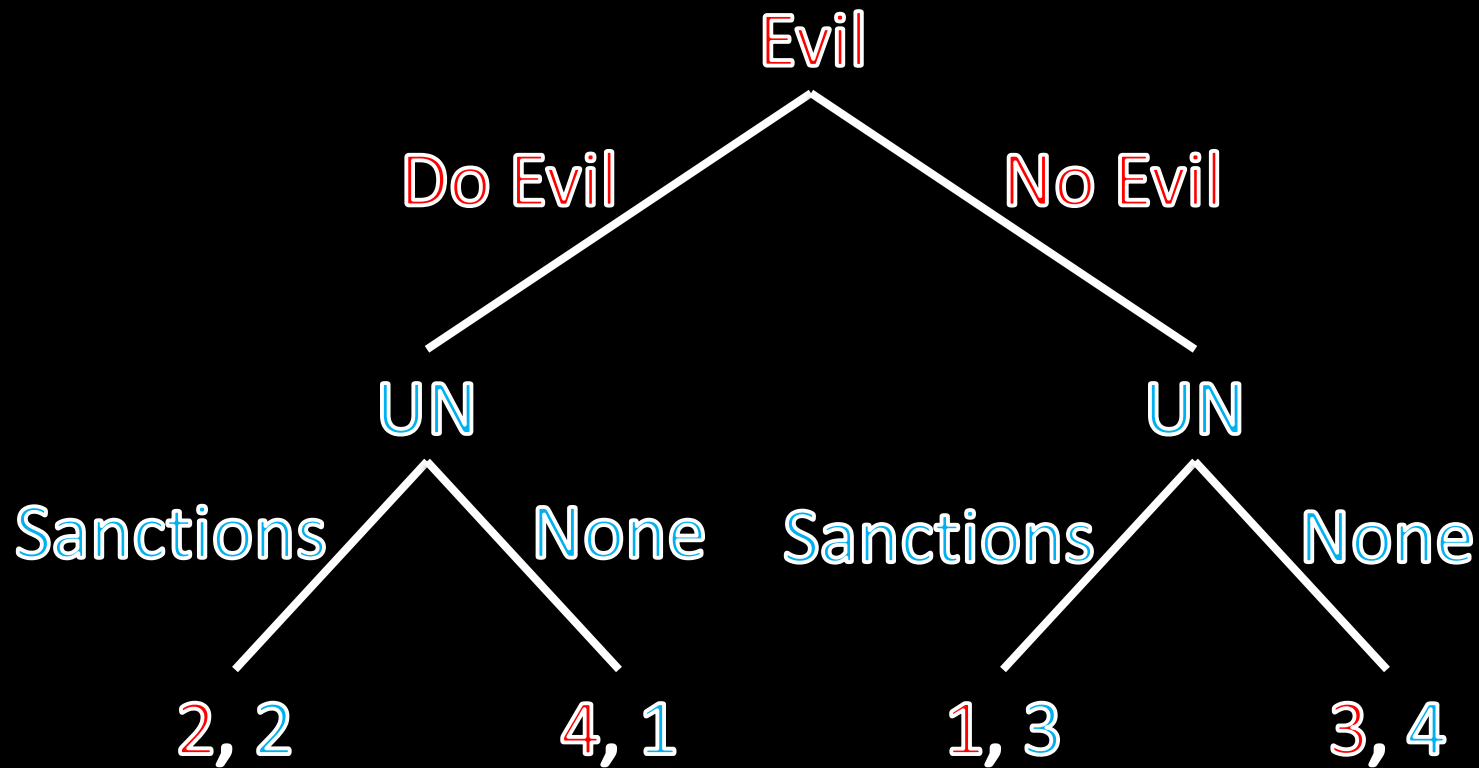 Evil
Do Evil
No Evil
UN
UN
Sanctions
None
Sanctions
None
2, 2
4, 1
1, 3
3, 4